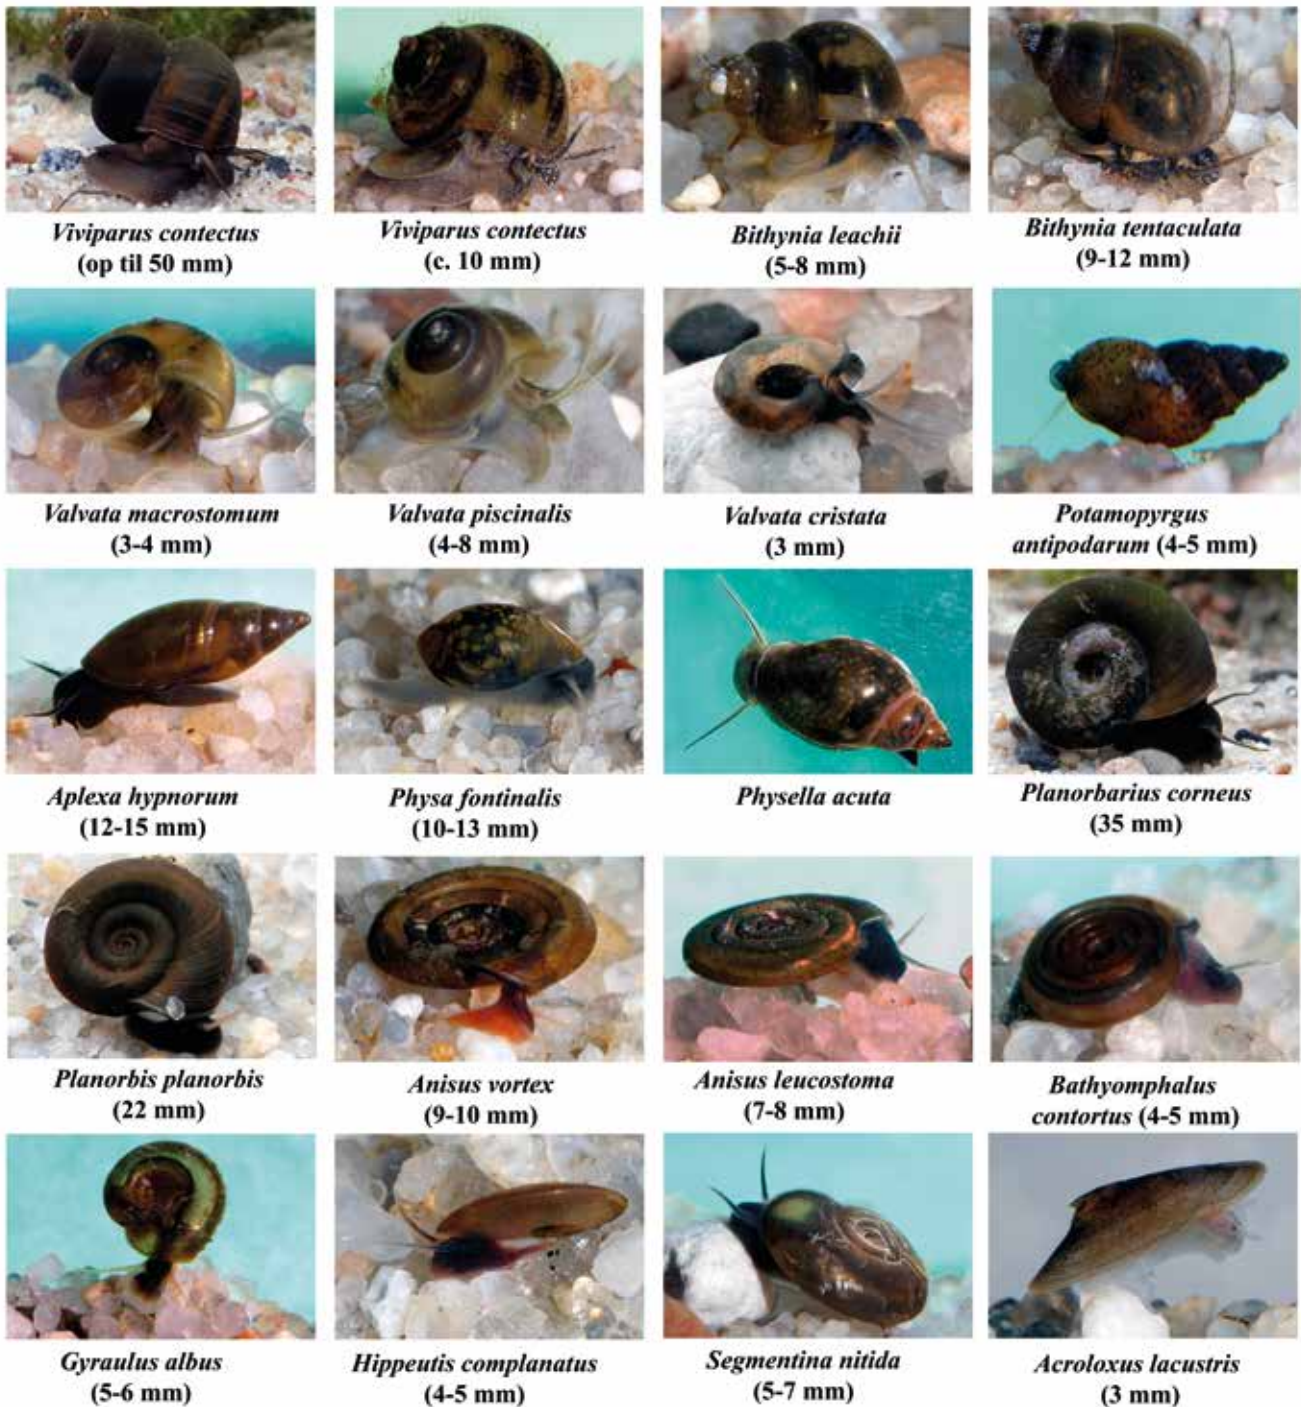 Viviparus contectus
(op til 50 mm)
Viviparus contectus
(c. 10 mm)
Bithynia leachii
(5-8 mm)
Bithynia tentaculata
(9-12 mm)
Valvata macrostomum
(3-4 mm)
Valvata piscinalis
(4-8 mm)
Valvata cristata
(3 mm)
Potamopyrgus
antipodarum (4-5 mm)
Aplexa hypnorum
(12-15 mm)
Physa fontinalis
(10-13 mm)
Physella acuta
Planorbarius corneus
(35 mm)
Planorbis planorbis
(22 mm)
Anisus vortex
(9-10 mm)
Anisus leucostoma
(7-8 mm)
Bathyomphalus
contortus (4-5 mm)
Gyraulus albus
(5-6 mm)
Hippeutis complanatus
(4-5 mm)
Segmentina nitida
(5-7 mm)
Acroloxus lacustris
(3 mm)